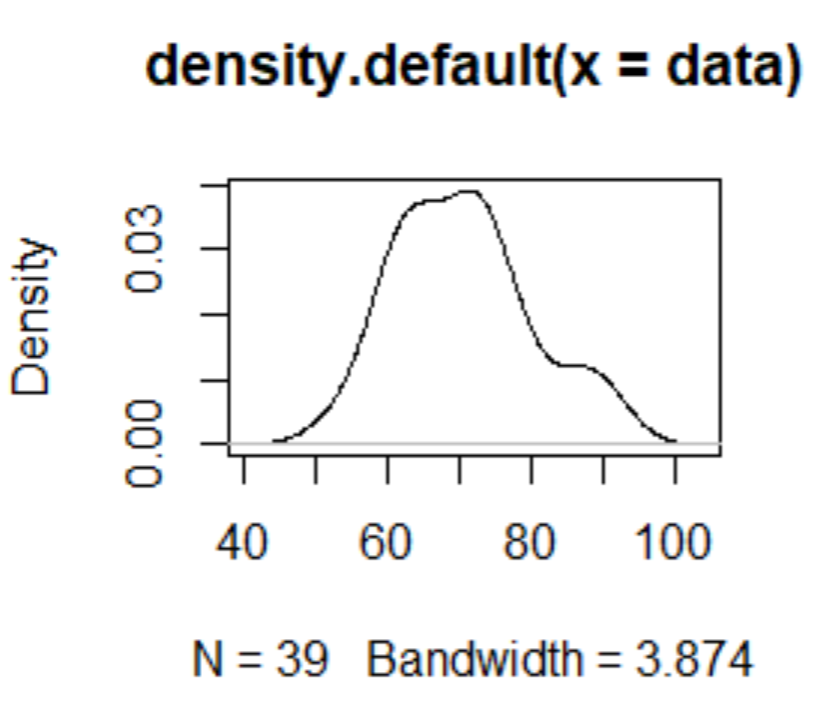 density.default(x = data)
Density
0.03
0.00
40 60 80 100
N = 39 Bandwidth = 3.874